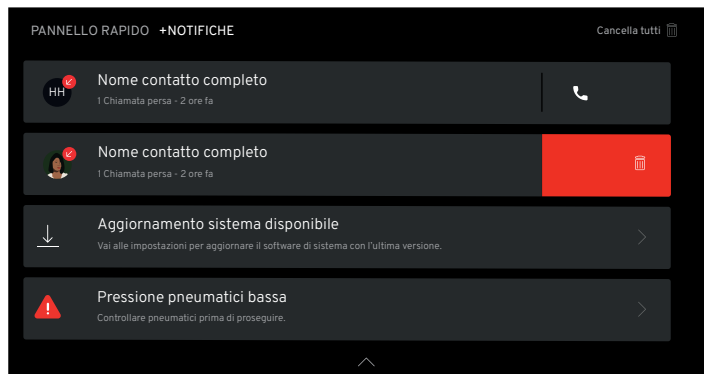 PANNELLO RAPIDO +NOTIFICHE
Cancella tutti
HH
Nome contatto completo
1 Chiamata persa - 2 ore fa
Nome contatto completo
1 Chiamata persa - 2 ore fa
Aggiornamento sistema disponibile
Vai alle impostazioni per aggiornare il software di sistema con l'ultima versione.
Pressione pneumatici bassa
Controllare pneumatici prima di proseguire.